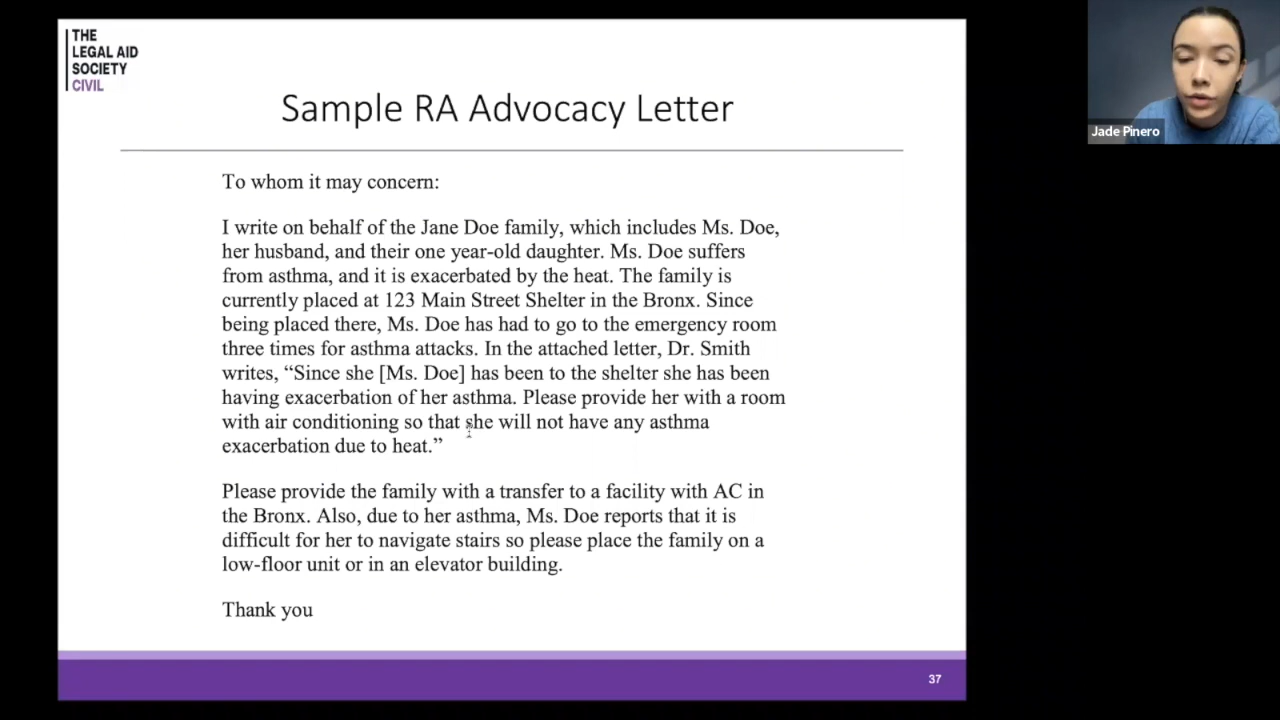 THE
LEGAL AID
SOCIETY
CIVIL
Sample RA Advocacy Letter
To whom it may concern:
I write on behalf of the Jane Doe family, which includes Ms. Doe,
her husband, and their one year-old daughter. Ms. Doe suffers
from asthma, and it is exacerbated by the heat. The family is
currently placed at 123 Main Street Shelter in the Bronx. Since
being placed there, Ms. Doe has had to go to the emergency room
three times for asthma attacks. In the attached letter, Dr. Smith
writes, “Since she [Ms. Doe] has been to the shelter she has been
having exacerbation of her asthma. Please provide her with a room
with air conditioning so that she will not have any asthma
exacerbation due to heat.”
Please provide the family with a transfer to a facility with AC in
the Bronx. Also, due to her asthma, Ms. Doe reports that it is
difficult for her to navigate stairs so please place the family on a
low-floor unit or in an elevator building.
Thank you
37
Jade Pinero